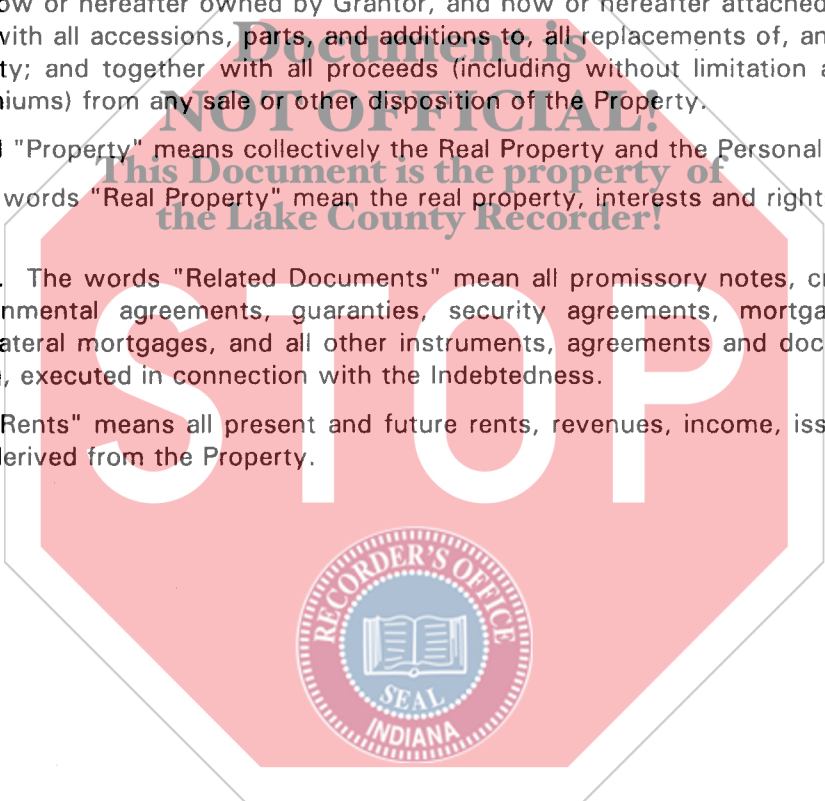 ow or hereafter owned by Grantor, and now or hereafter attached
with all accessions, parts, and additions to, all replacements of, an
Document is
ty; and together with all proceeds (including without limitation a
niums) from any sale or other disposition of the Property.
NOT OFFICIAL!
"Property" means collectively the Real Property and the Personal
This Document is the property of
words "Real Property" mean the real property, interests and right
the Lake County Recorder!
. The words "Related Documents" mean all promissory notes, cr
nmental agreements, guaranties, security agreements, mortga
ateral mortgages, and all other instruments, agreements and doc
, executed in connection with the Indebtedness.
Rents" means all present and future rents, revenues, income, iss
derived from the Property.
STOP
RECORDER'S OFFICE
SEAL
INDIANA